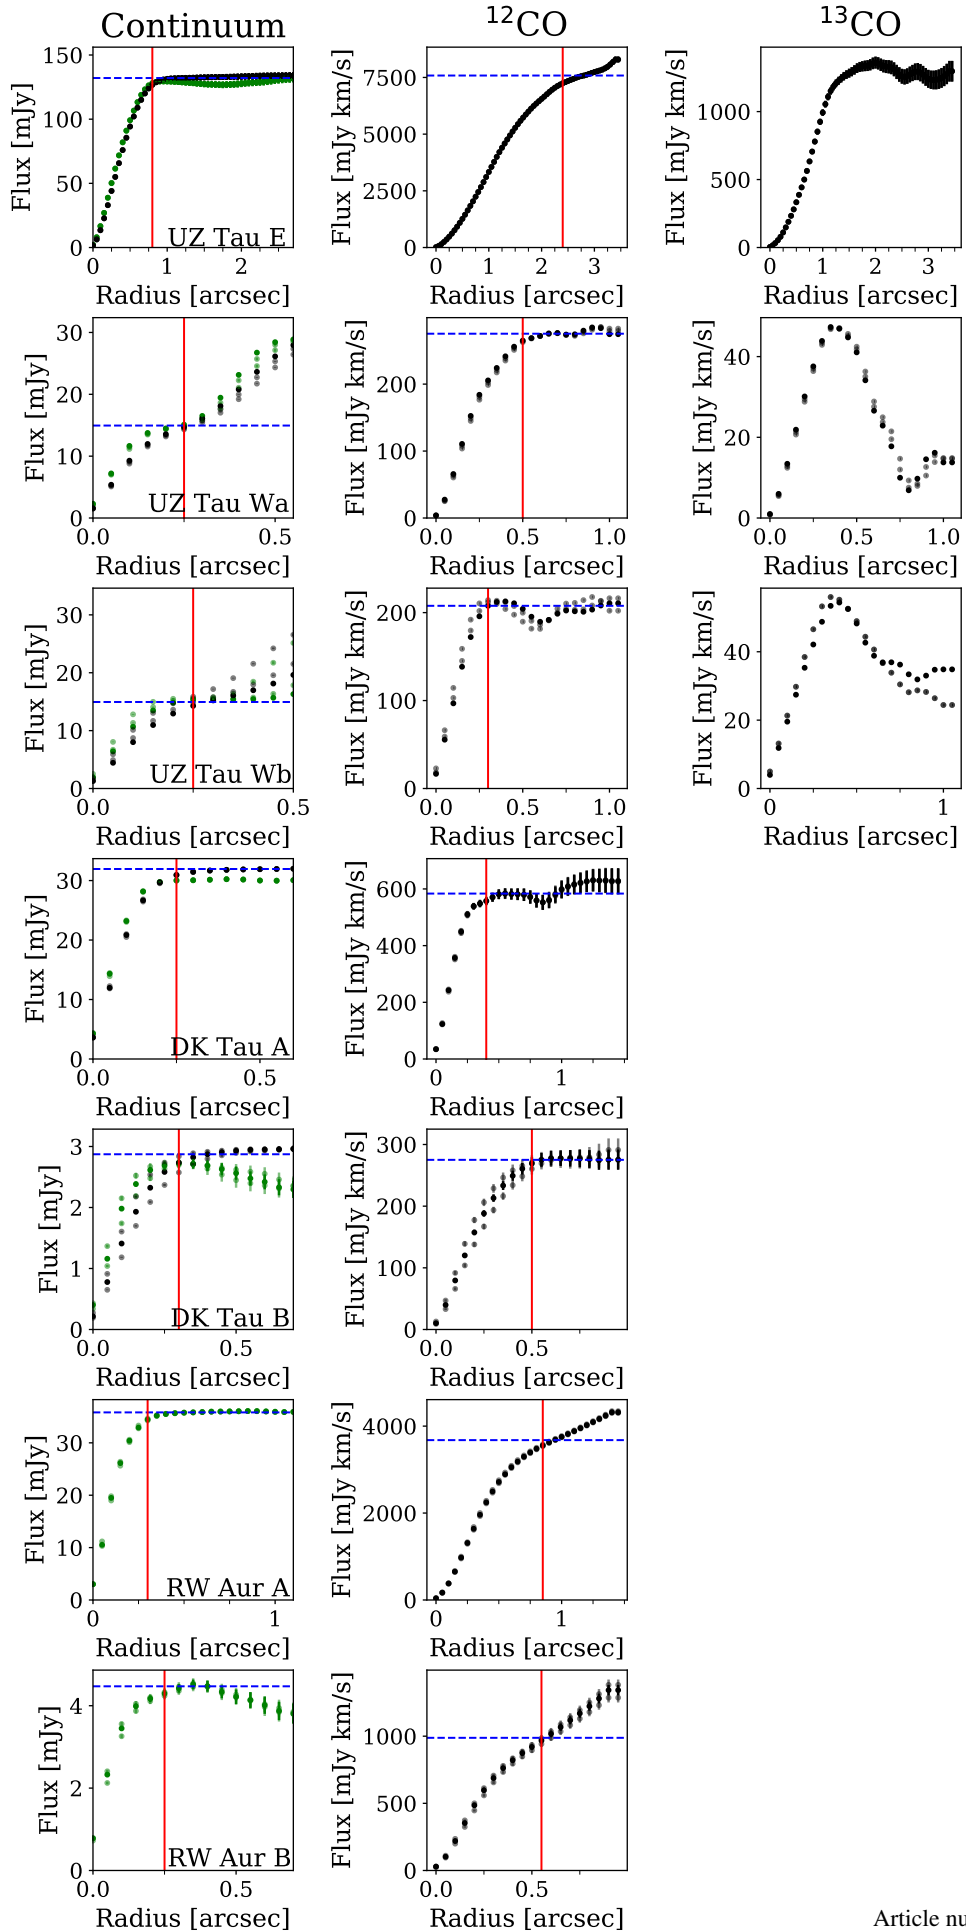 Continuum ¹²CO ¹³CO
150
100
50
0
Flux [mJy]
UZ Tau E
0 1 2
Radius [arcsec]
7500
5000
2500
0
Flux [mJy km/s]
0 1 2 3
Radius [arcsec]
1000
500
0
Flux [mJy km/s]
0 1 2 3
Radius [arcsec]
30
20
10
0
Flux [mJy]
UZ Tau Wa
0.0 0.5
Radius [arcsec]
200
100
0
Flux [mJy km/s]
0.0 0.5 1.0
Radius [arcsec]
40
20
0
Flux [mJy km/s]
0.0 0.5 1.0
Radius [arcsec]
30
20
10
0
Flux [mJy]
UZ Tau Wb
0.0 0.5
Radius [arcsec]
200
100
0
Flux [mJy km/s]
0.0 0.5 1.0
Radius [arcsec]
40
20
0
Flux [mJy km/s]
0 1
Radius [arcsec]
30
20
10
0
Flux [mJy]
DK Tau A
0.0 0.5
Radius [arcsec]
600
400
200
0
Flux [mJy km/s]
0 1
Radius [arcsec]
3
2
1
0
Flux [mJy]
DK Tau B
0.0 0.5
Radius [arcsec]
300
200
100
0
Flux [mJy km/s]
0.0 0.5
Radius [arcsec]
30
20
10
0
Flux [mJy]
RW Aur A
0 1
Radius [arcsec]
4000
2000
0
Flux [mJy km/s]
0 1
Radius [arcsec]
4
2
0
Flux [mJy]
RW Aur B
0.0 0.5
Radius [arcsec]
1000
500
0
Flux [mJy km/s]
0.0 0.5
Radius [arcsec]
Article nu